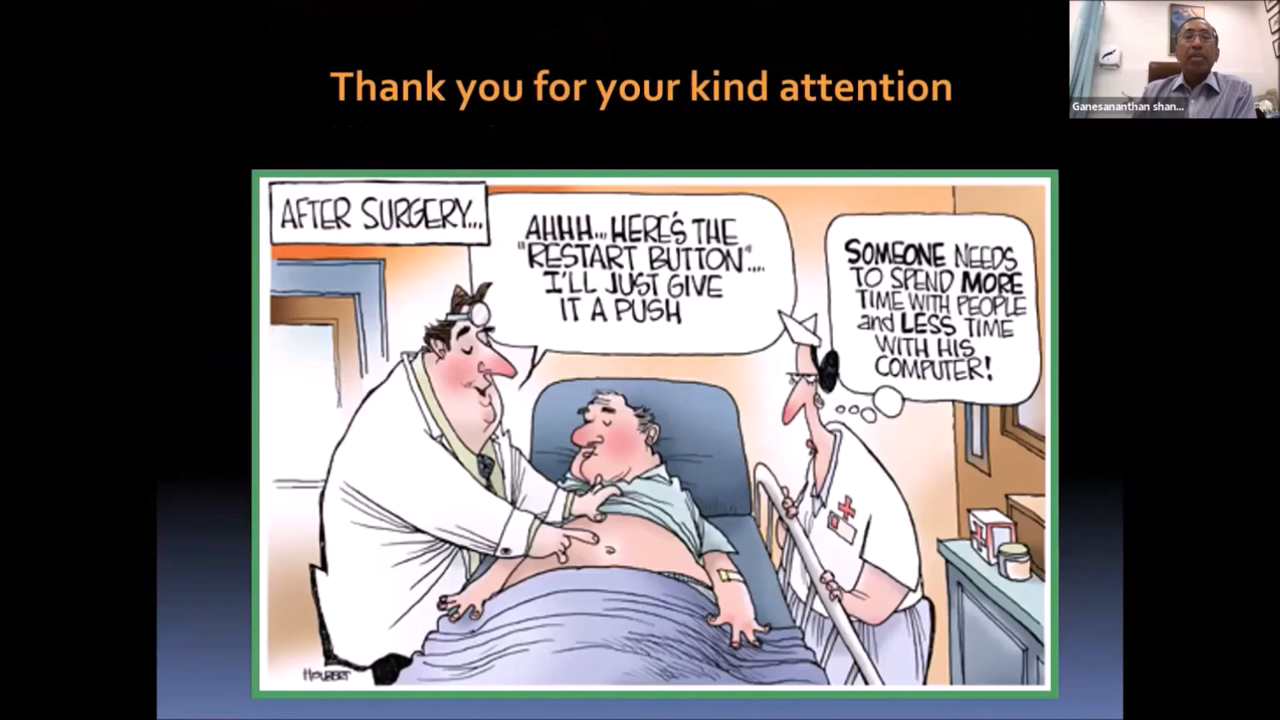 Thank you for your kind attention
Ganesananthan shan...
AFTER SURGERY...
AHHH... HERE'S THE
"RESTART BUTTON"....
I'LL JUST GIVE
IT A PUSH
SOMEONE NEEDS
TO SPEND MORE
TIME WITH PEOPLE
and LESS TIME
WITH HIS
COMPUTER!